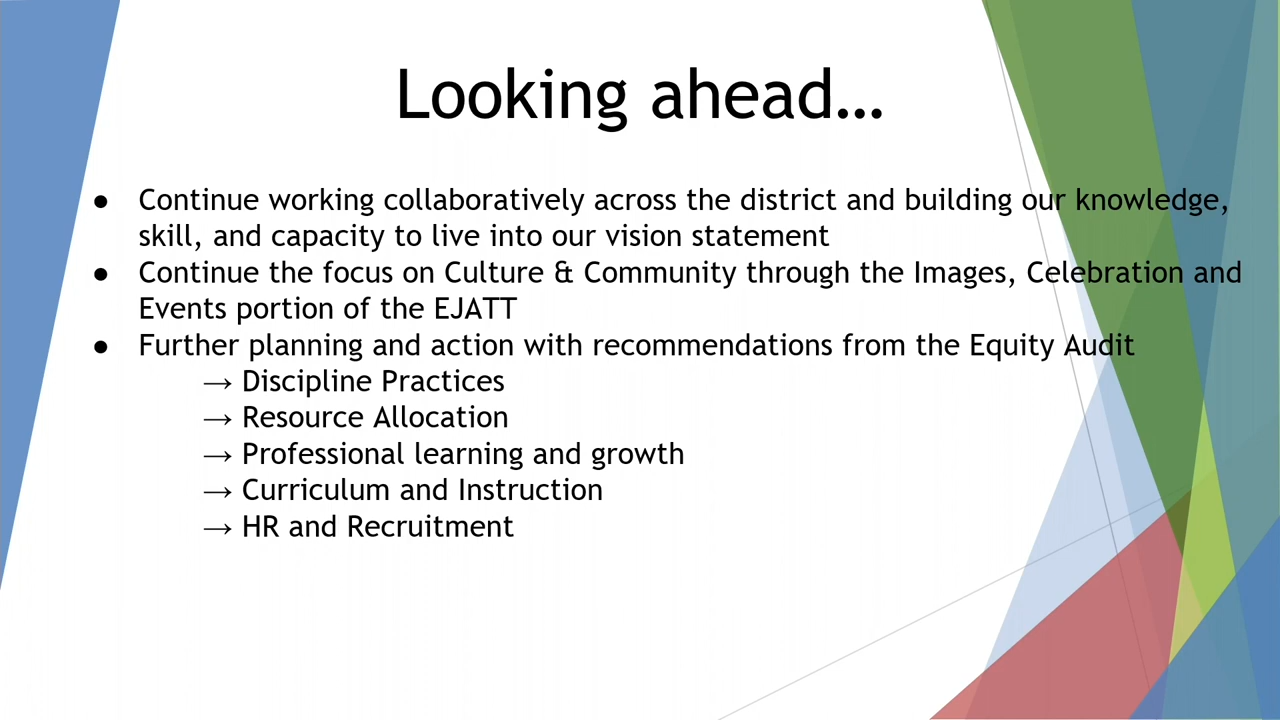 Looking ahead…
● Continue working collaboratively across the district and building our knowledge,
skill, and capacity to live into our vision statement
● Continue the focus on Culture & Community through the Images, Celebration and
Events portion of the EJATT
● Further planning and action with recommendations from the Equity Audit
→ Discipline Practices
→ Resource Allocation
→ Professional learning and growth
→ Curriculum and Instruction
→ HR and Recruitment